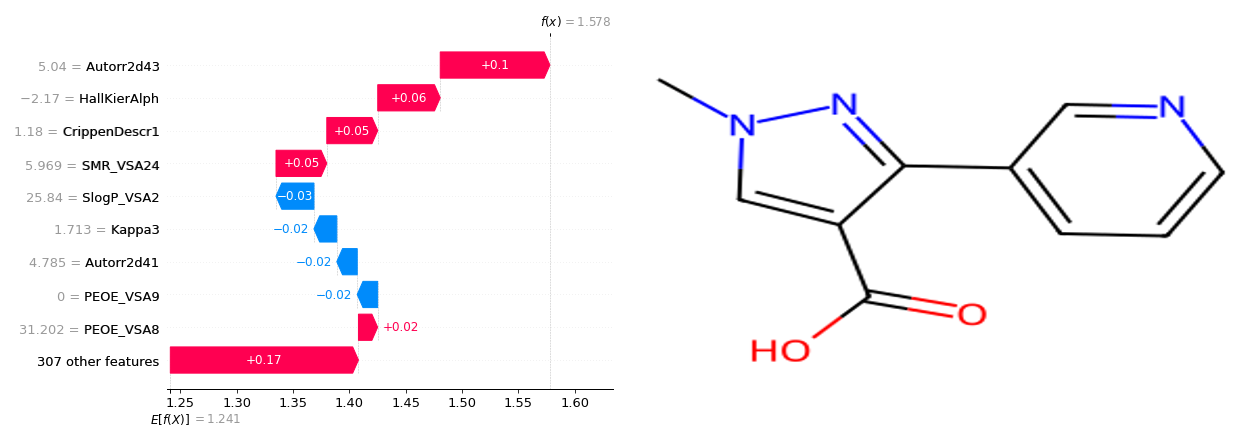 f(x) = 1.578
5.04 = Autorr2d43
+0.1
−2.17 = HallKierAlph
+0.06
1.18 = CrippenDescr1
+0.05
5.969 = SMR_VSA24
+0.05
25.84 = SlogP_VSA2
−0.03
1.713 = Kappa3
−0.02
4.785 = Autorr2d41
−0.02
0 = PEOE_VSA9
−0.02
31.202 = PEOE_VSA8
+0.02
307 other features
+0.17
1.25 1.30 1.35 1.40 1.45 1.50 1.55 1.60
E[f(X)] = 1.241
N
N
N
O
HO